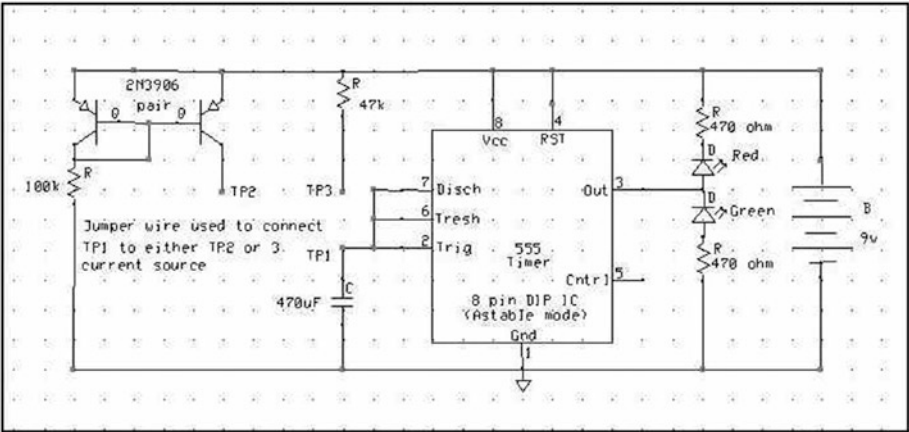 2N3906
pair
Q
Q
R
47k
8
Vcc
4
RST
R
470 ohm
D
Red
R
100k
TP2
TP3
7
Disch
Out
3
D
Green
B
9v
6
Tresh
Jumper wire used to connect
TP1 to either TP2 or 3
current source
TP1
2
Trig
555
Timer
R
470 ohm
Cntrl
5
C
470uF
8 pin DIP IC
(Astable mode)
Gnd
1